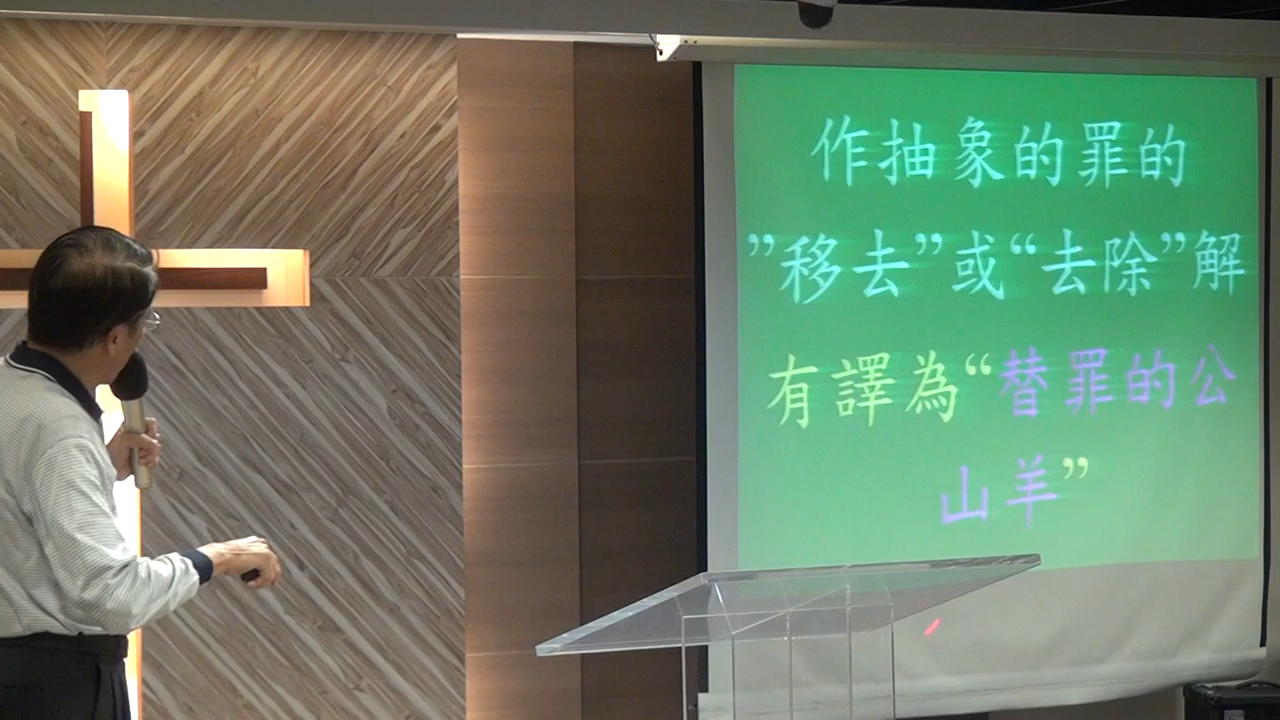 作抽象的罪的
”移去”或“去除”解
有譯為“替罪的公
山羊”